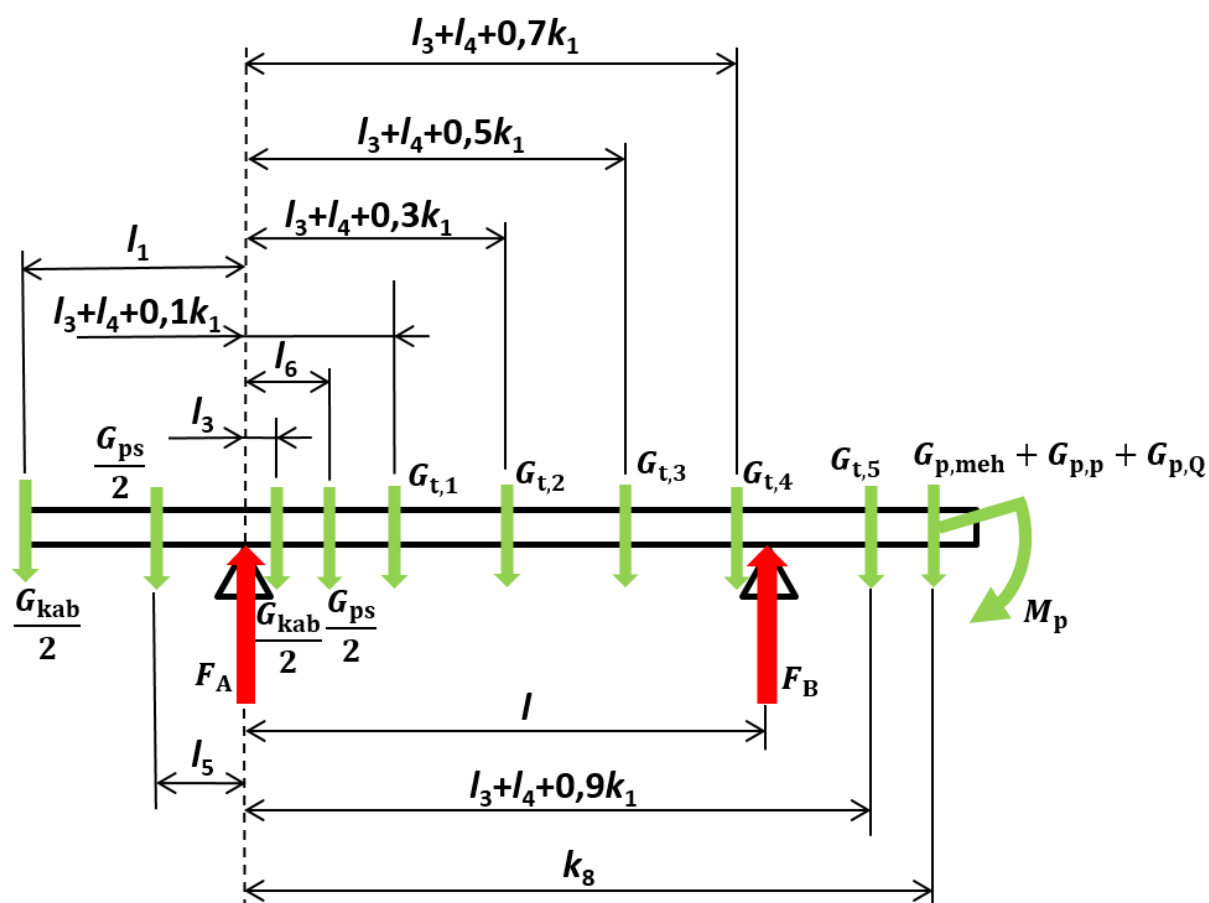 l3+l4+0,7k1
l3+l4+0,5k1
l3+l4+0,3k1
l1
l3+l4+0,1k1
l6
l3
Gps
2
Gt,1
Gt,2
Gt,3
Gt,4
Gt,5
Gp,meh + Gp,p + Gp,Q
Gkab
2
Gkab
2
Gps
2
Mp
FA
FB
l
l5
l3+l4+0,9k1
k8